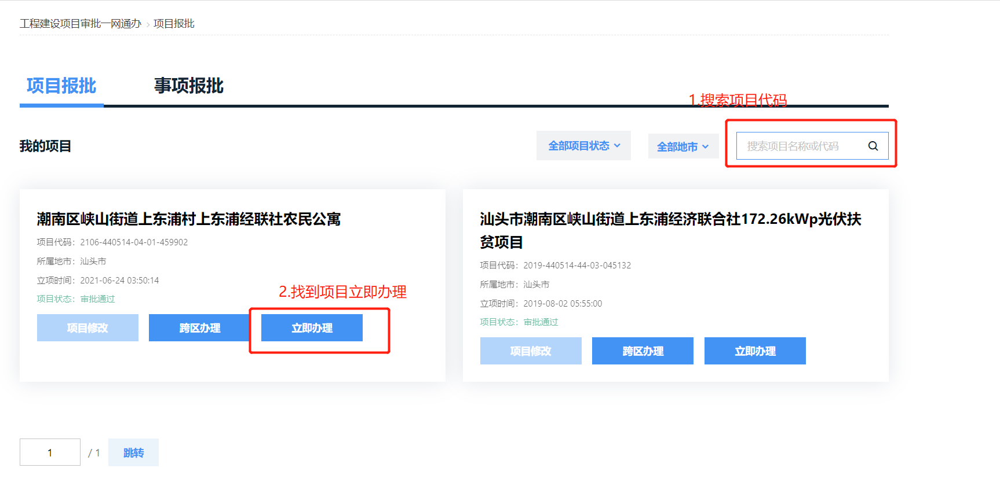 工程建设项目审批一网通办 › 项目报批
项目报批 事项报批
1.搜索项目代码
我的项目 全部项目状态 全部地市 搜索项目名称或代码
潮南区峡山街道上东浦村上东浦经联社农民公寓
项目代码：2106-440514-04-01-459902
所属地市：汕头市
立项时间：2021-06-24 03:50:14
项目状态：审批通过
2.找到项目立即办理
项目修改 跨区办理 立即办理
汕头市潮南区峡山街道上东浦经济联合社172.26kWp光伏扶
贫项目
项目代码：2019-440514-44-03-045132
所属地市：汕头市
立项时间：2019-08-02 05:55:00
项目状态：审批通过
项目修改 跨区办理 立即办理
1 / 1 跳转